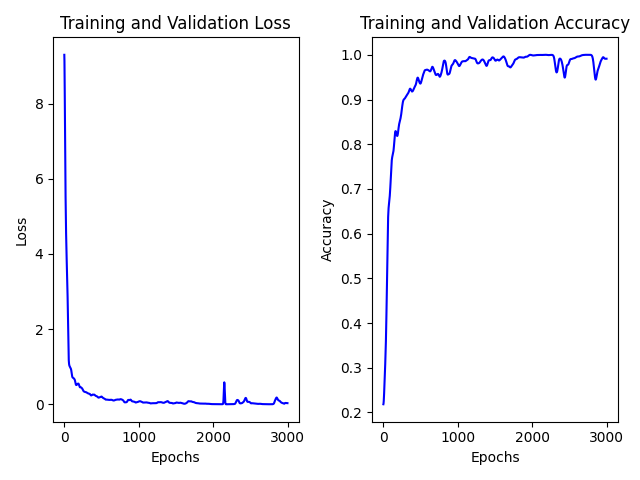 Training and Validation Loss
Loss
8
6
4
2
0
0 1000 2000 3000
Epochs
Training and Validation Accuracy
Accuracy
1.0
0.9
0.8
0.7
0.6
0.5
0.4
0.3
0.2
0 1000 2000 3000
Epochs